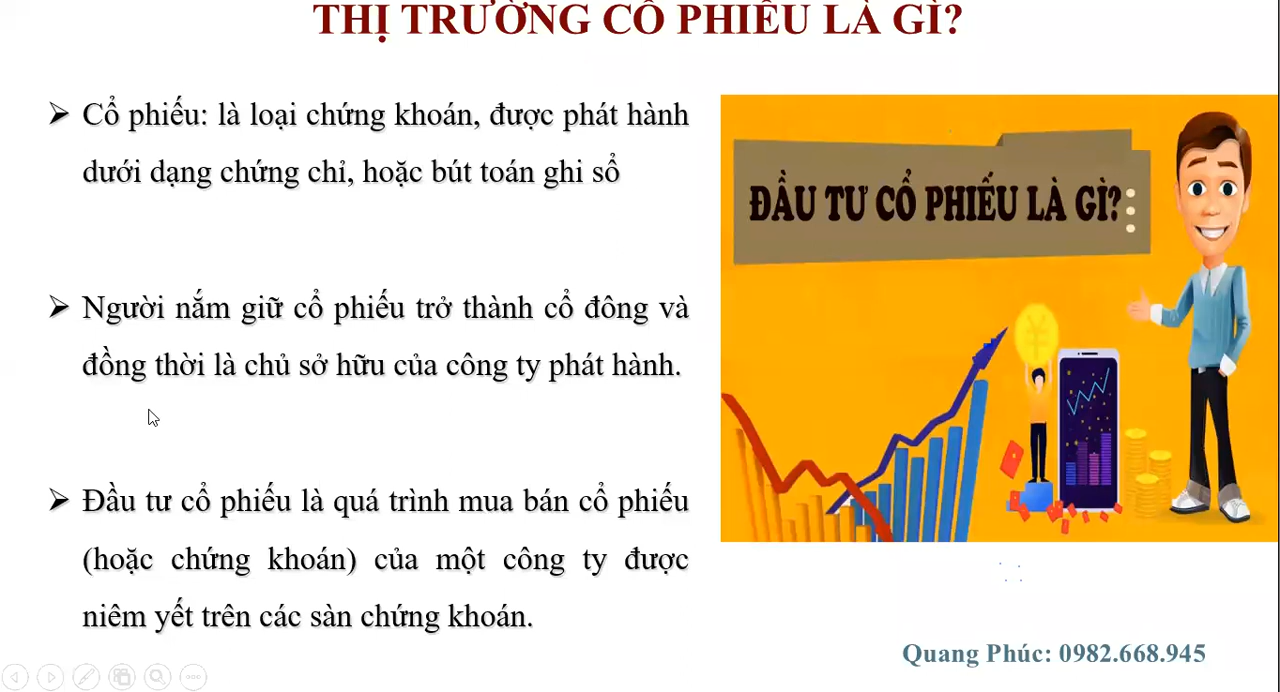 THỊ TRƯỜNG CỔ PHIẾU LÀ GÌ?
Cổ phiếu: là loại chứng khoán, được phát hành
dưới dạng chứng chỉ, hoặc bút toán ghi sổ
Người nắm giữ cổ phiếu trở thành cổ đông và
đồng thời là chủ sở hữu của công ty phát hành.
Đầu tư cổ phiếu là quá trình mua bán cổ phiếu
(hoặc chứng khoán) của một công ty được
niêm yết trên các sàn chứng khoán.
ĐẦU TƯ CỔ PHIẾU LÀ GÌ?
Quang Phúc: 0982.668.945